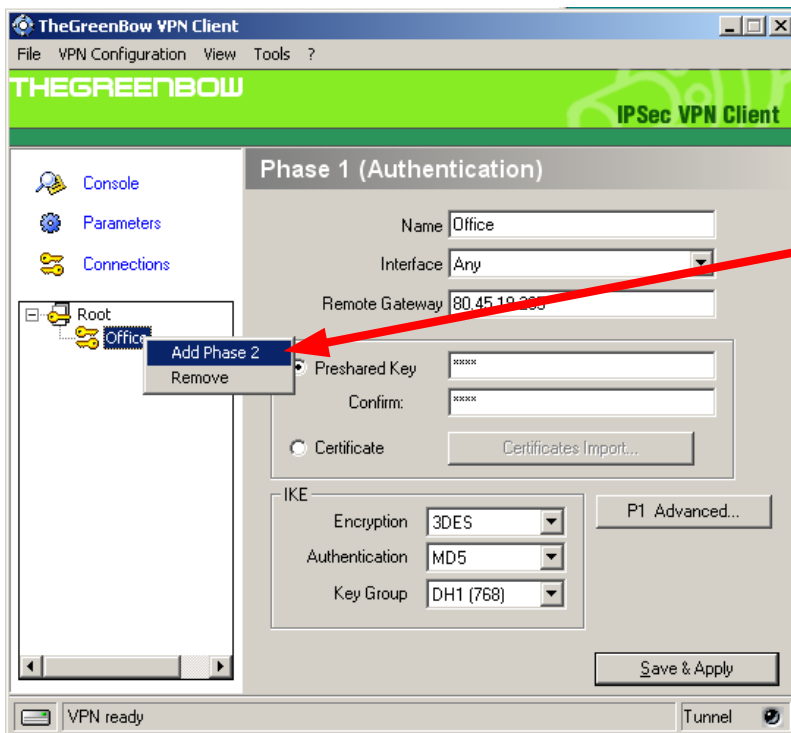 TheGreenBow VPN Client
File VPN Configuration View Tools ?
THEGREENBOW
IPSec VPN Client
Console
Parameters
Connections
Root
Office
Add Phase 2
Remove
Phase 1 (Authentication)
Name Office
Interface Any
Remote Gateway
Preshared Key ****
Confirm: ****
Certificate Certificates Import...
IKE
Encryption 3DES
Authentication MD5
Key Group DH1 (768)
P1 Advanced...
Save & Apply
VPN ready
Tunnel